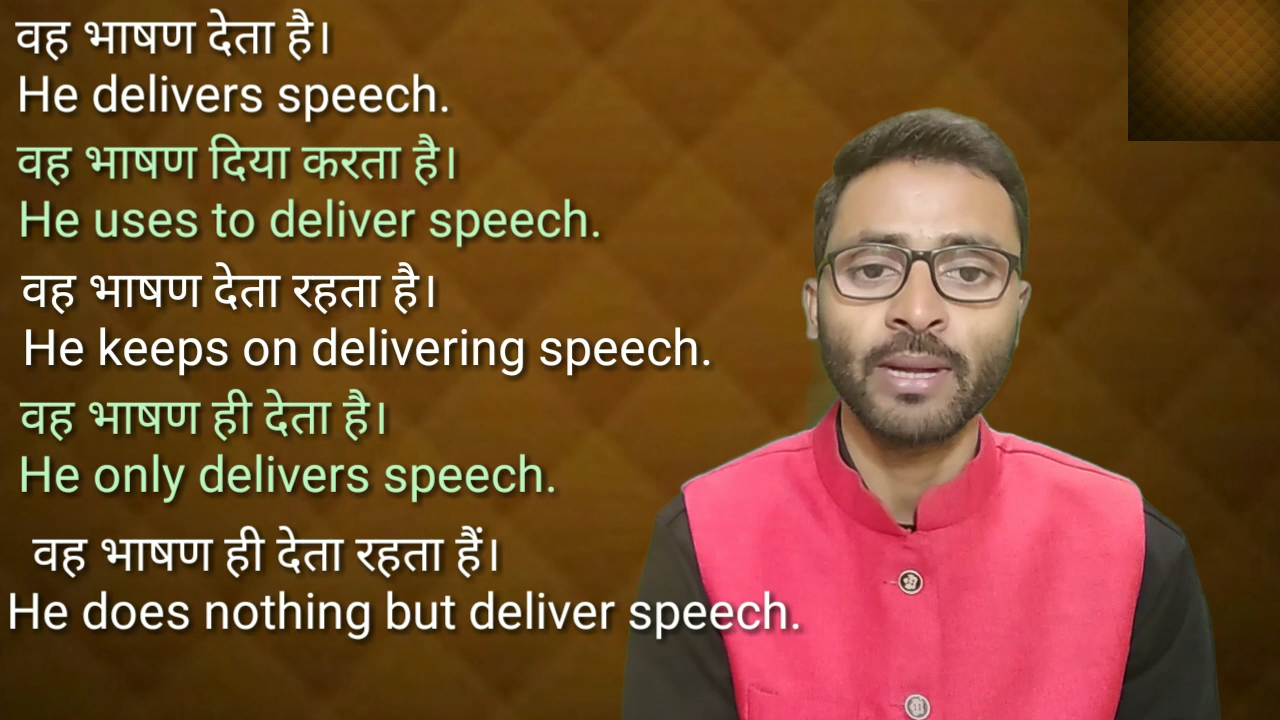 वह भाषण देता है।
He delivers speech.
वह भाषण दिया करता है।
He uses to deliver speech.
वह भाषण देता रहता है।
He keeps on delivering speech.
वह भाषण ही देता है।
He only delivers speech.
वह भाषण ही देता रहता हैं।
He does nothing but deliver speech.